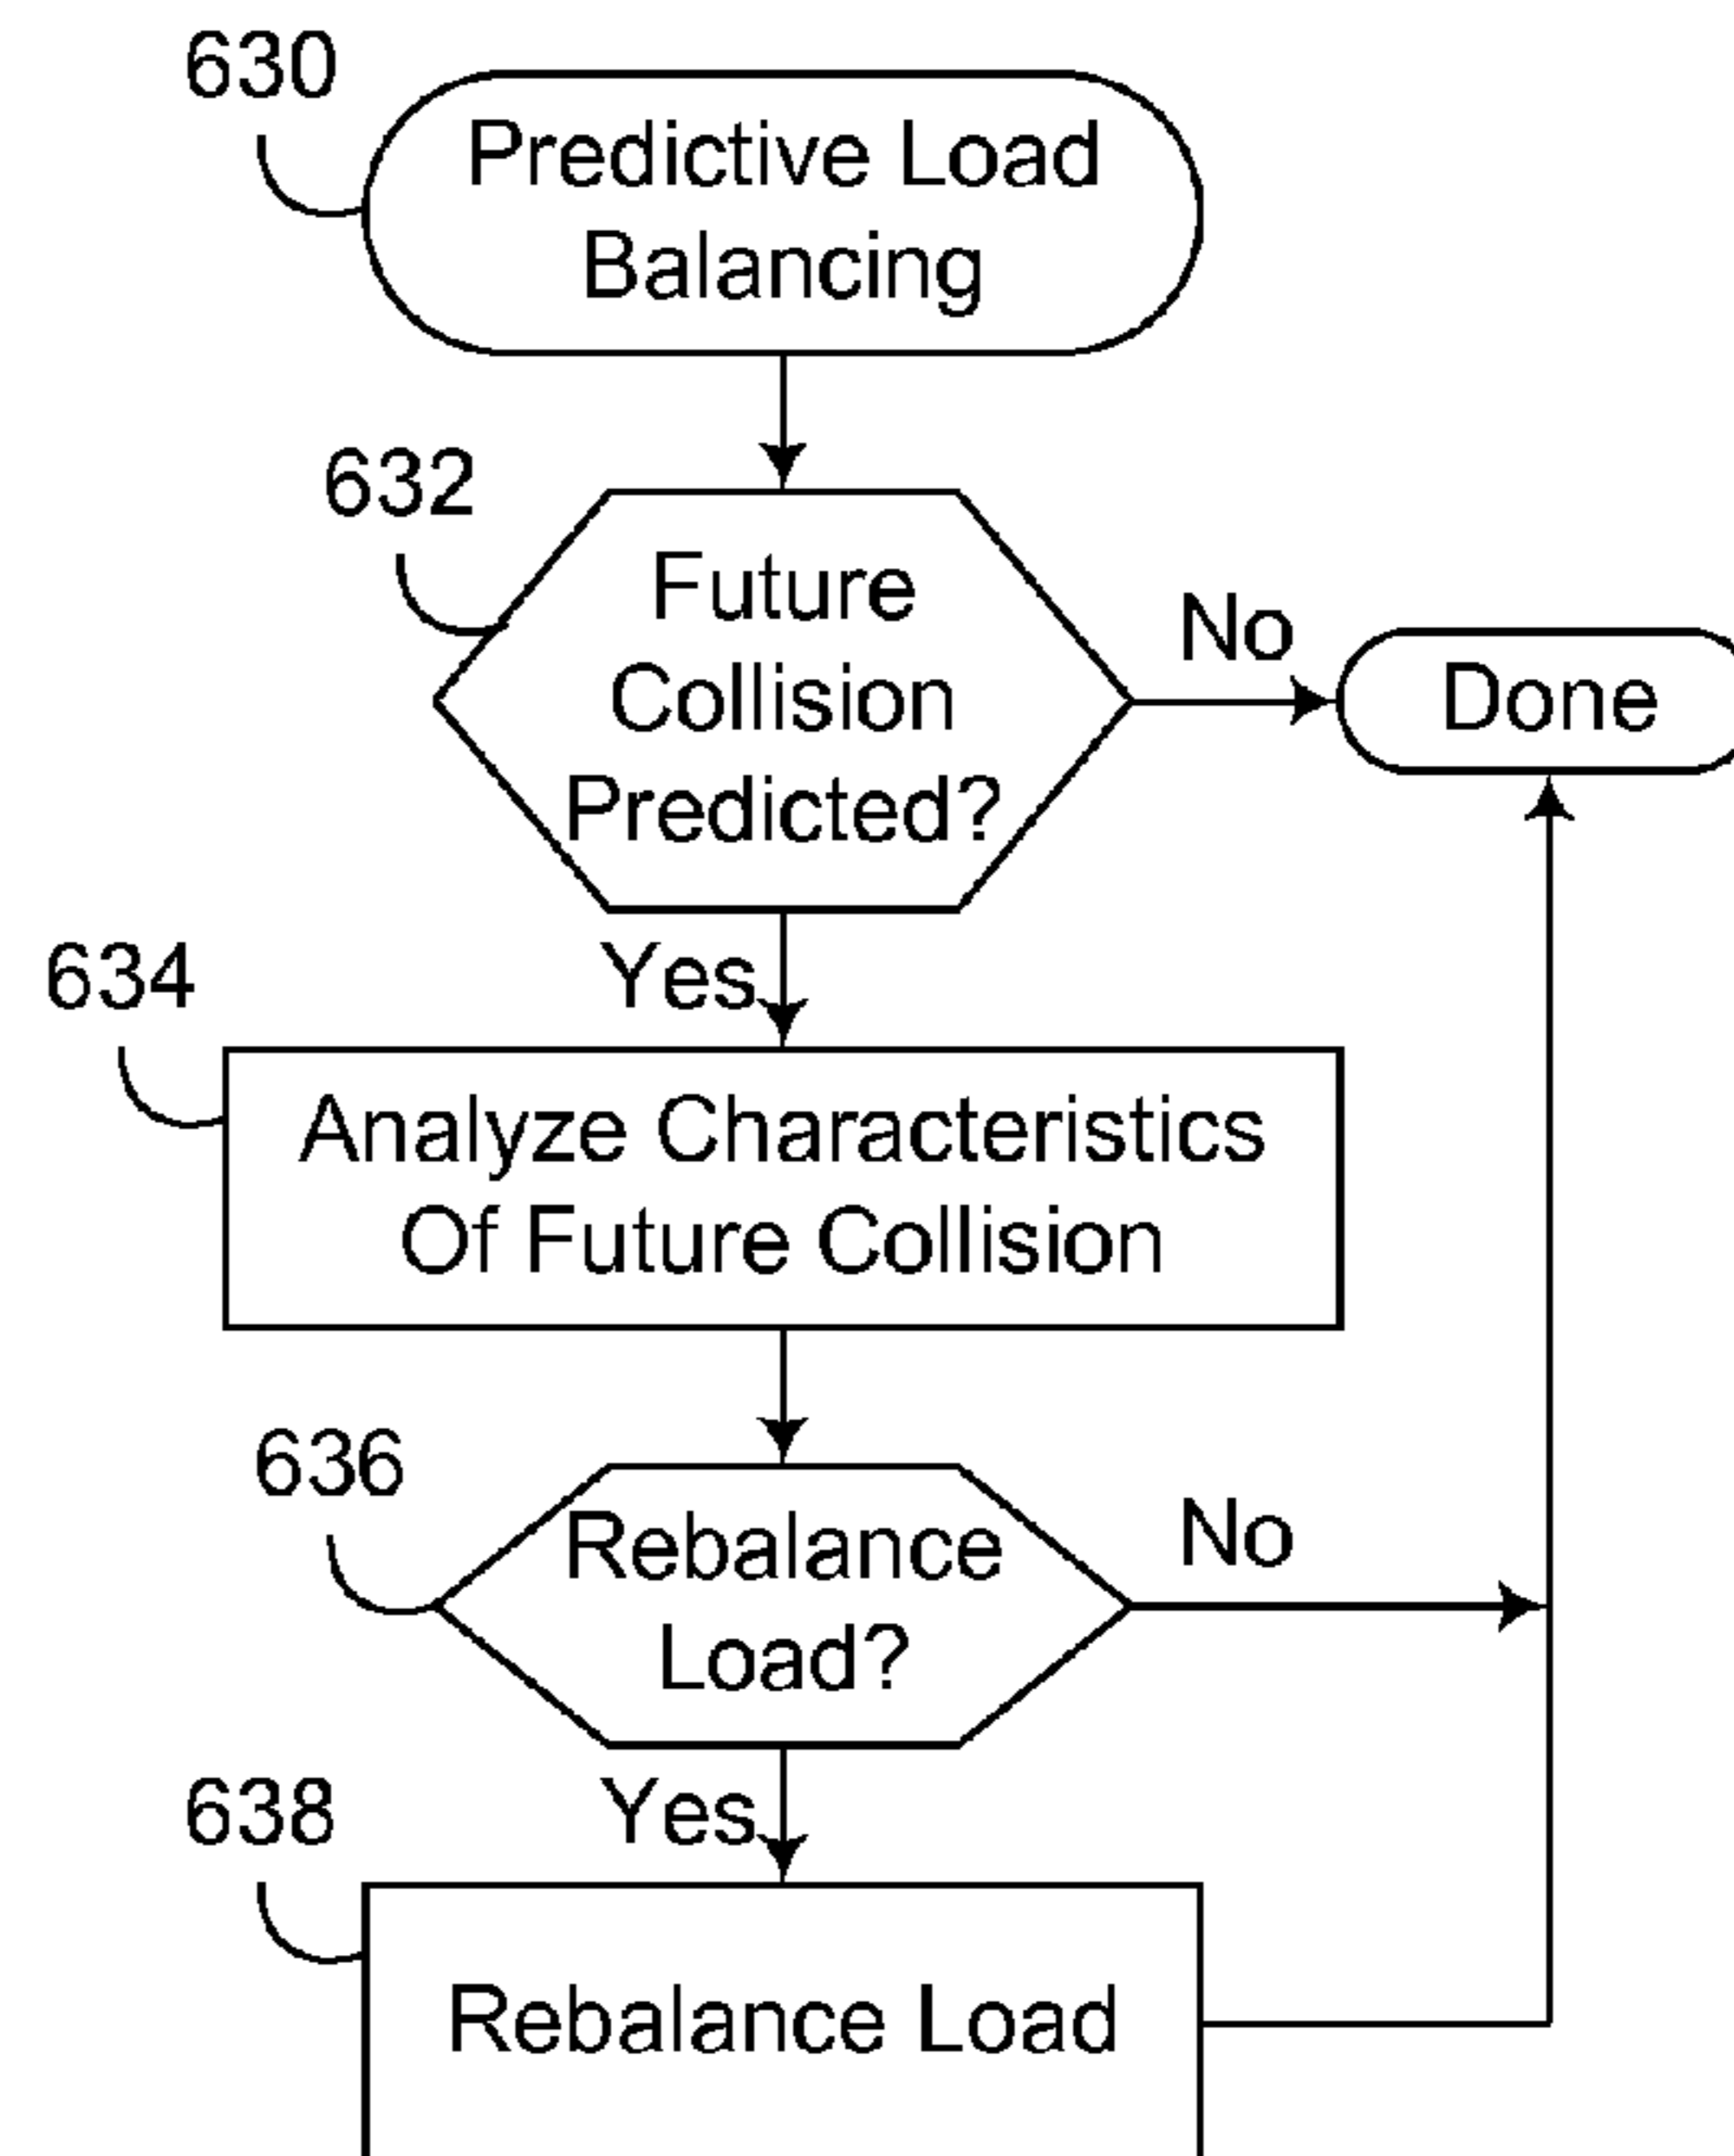 630
Predictive Load
Balancing
632
Future
Collision
Predicted?
No
Done
Yes
634
Analyze Characteristics
Of Future Collision
636
Rebalance
Load?
No
Yes
638
Rebalance Load